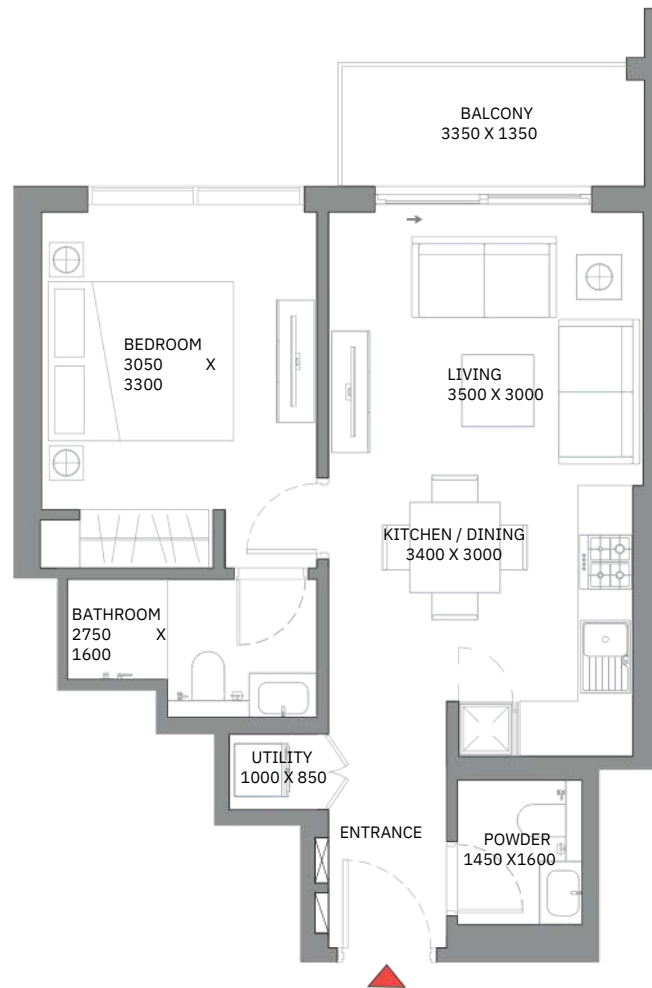 BALCONY
3350 X 1350
BEDROOM
3050 X
3300
LIVING
3500 X 3000
KITCHEN / DINING
3400 X 3000
BATHROOM
2750 X
1600
UTILITY
1000 X 850
ENTRANCE
POWDER
1450 X1600